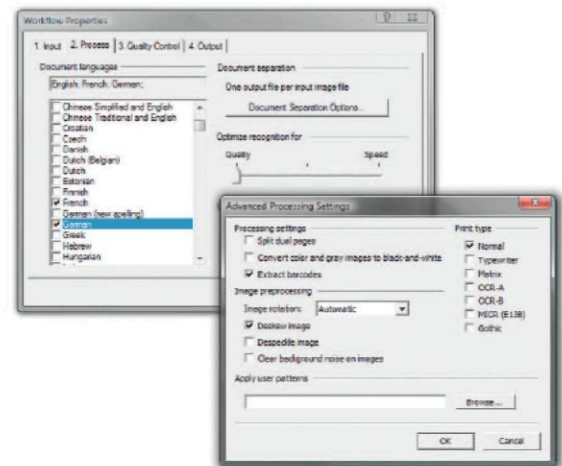 Workflow Properties
1. Input
2. Process
3. Quality Control
4. Output
Document languages
English; French; German;
Chinese Simplified and English
Chinese Traditional and English
Croatian
Czech
Danish
Dutch (Belgian)
Dutch
Estonian
Finnish
French
German (new spelling)
German
Greek
Hebrew
Hungarian
Document separation
One output file per input image file
Document Separation Options...
Optimize recognition for
Quality
Speed
Advanced Processing Settings
Processing settings
Split dual pages
Convert color and gray images to black-and-white
Extract barcodes
Image preprocessing
Image rotation:
Automatic
Deskew image
Despeckle image
Clear background noise on images
Apply user patterns
Browse...
Print type
Normal
Typewriter
Matrix
OCR-A
OCR-B
MICR (E13B)
Gothic
OK
Cancel